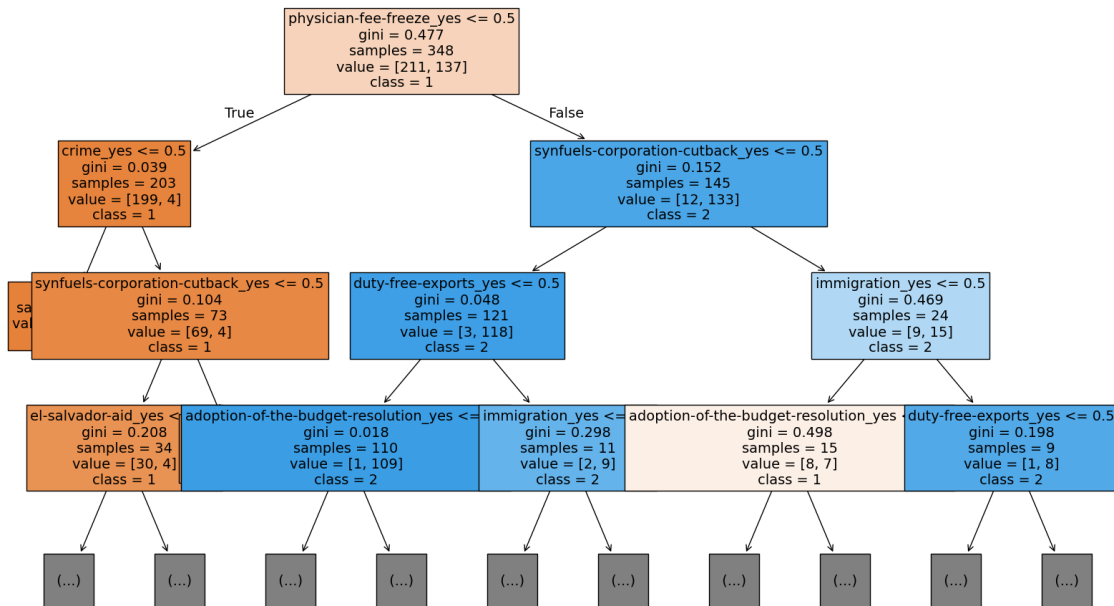 physician-fee-freeze_yes <= 0.5
gini = 0.477
samples = 348
value = [211, 137]
class = 1
True
False
crime_yes <= 0.5
gini = 0.039
samples = 203
value = [199, 4]
class = 1
synfuels-corporation-cutback_yes <= 0.5
gini = 0.152
samples = 145
value = [12, 133]
class = 2
sa
val
synfuels-corporation-cutback_yes <= 0.5
gini = 0.104
samples = 73
value = [69, 4]
class = 1
duty-free-exports_yes <= 0.5
gini = 0.048
samples = 121
value = [3, 118]
class = 2
immigration_yes <= 0.5
gini = 0.469
samples = 24
value = [9, 15]
class = 2
el-salvador-aid_yes <
gini = 0.208
samples = 34
value = [30, 4]
class = 1
adoption-of-the-budget-resolution_yes <=
gini = 0.018
samples = 110
value = [1, 109]
class = 2
immigration_yes <=
gini = 0.298
samples = 11
value = [2, 9]
class = 2
adoption-of-the-budget-resolution_yes
gini = 0.498
samples = 15
value = [8, 7]
class = 1
duty-free-exports_yes <= 0.5
gini = 0.198
samples = 9
value = [1, 8]
class = 2
(...)
(...)
(...)
(...)
(...)
(...)
(...)
(...)
(...)
(...)